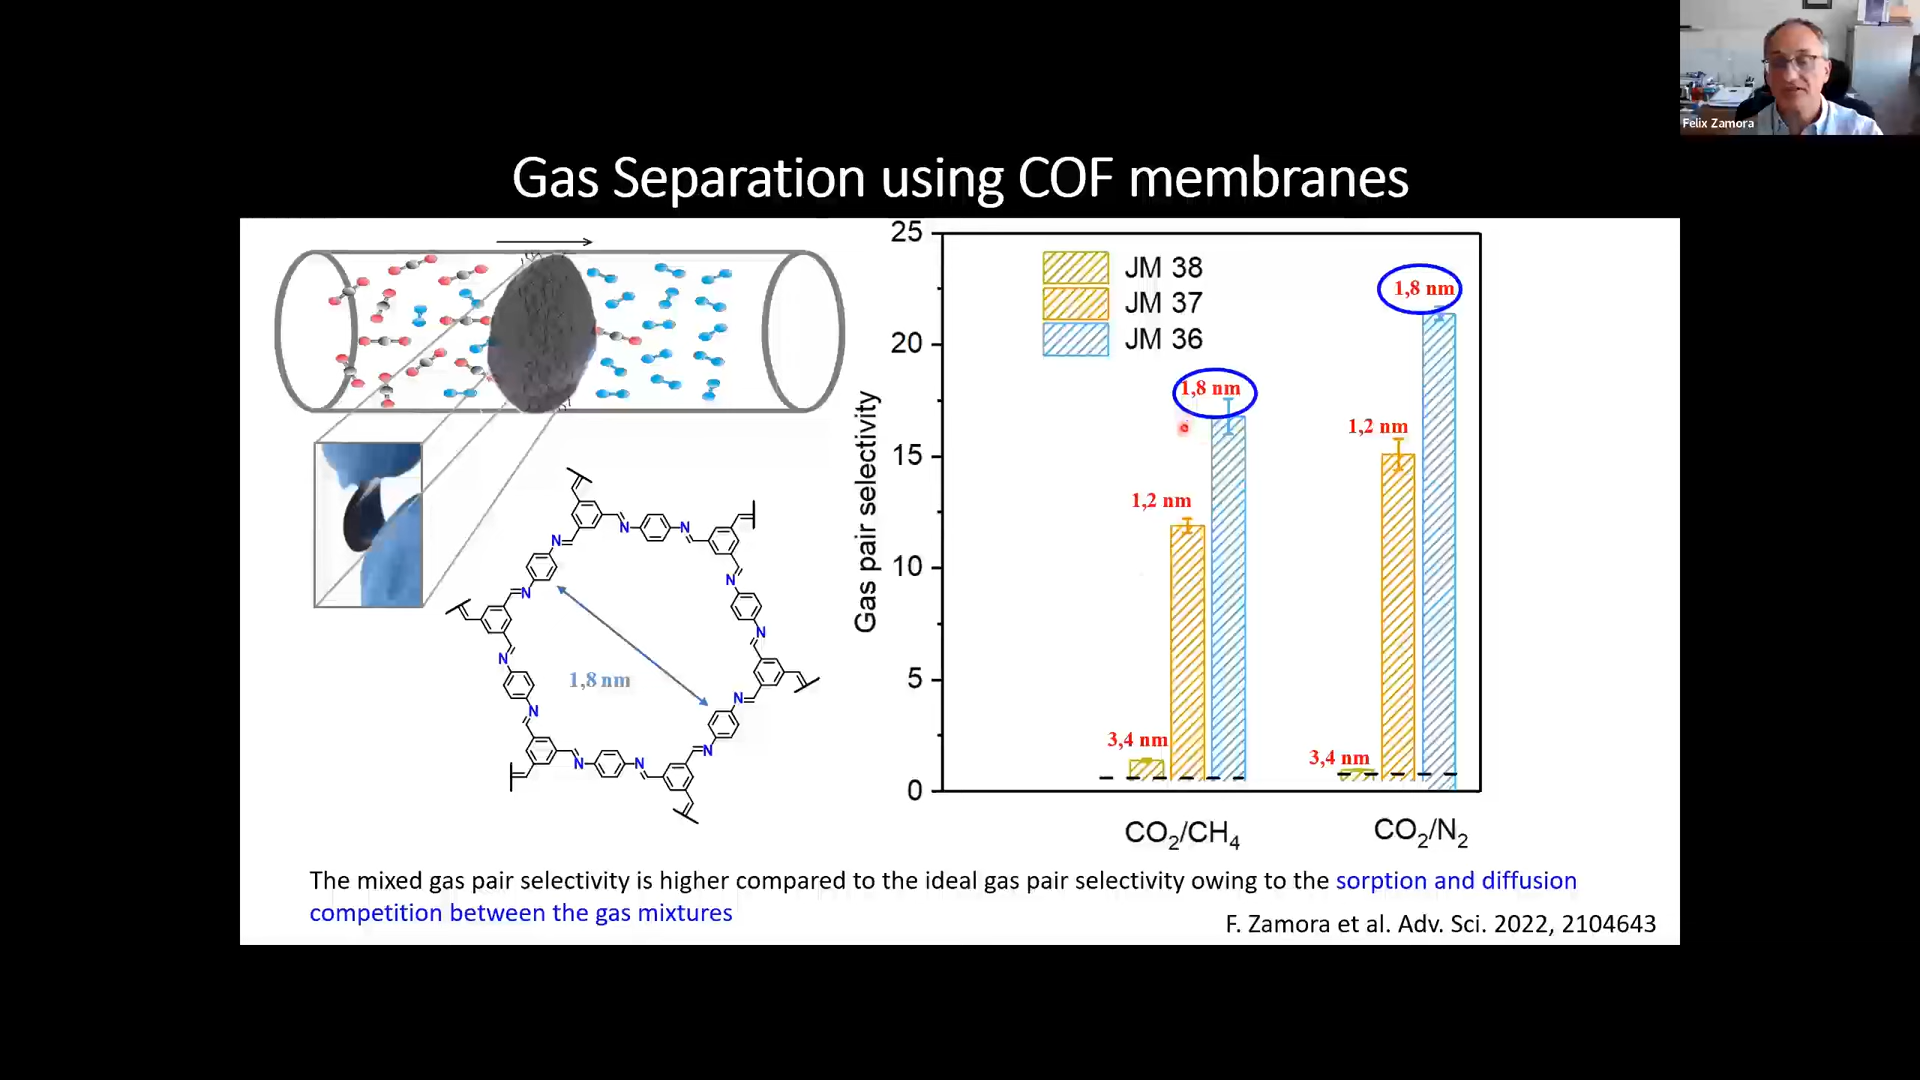 Felix Zamora
Gas Separation using COF membranes
1,8 nm
N
N
N
N
N
N
N
N
N
N
N
N
Gas pair selectivity
25
20
15
10
5
0
JM 38
JM 37
JM 36
3,4 nm
1,2 nm
1,8 nm
3,4 nm
1,2 nm
1,8 nm
CO₂/CH₄
CO₂/N₂
The mixed gas pair selectivity is higher compared to the ideal gas pair selectivity owing to the sorption and diffusion
competition between the gas mixtures
F. Zamora et al. Adv. Sci. 2022, 2104643